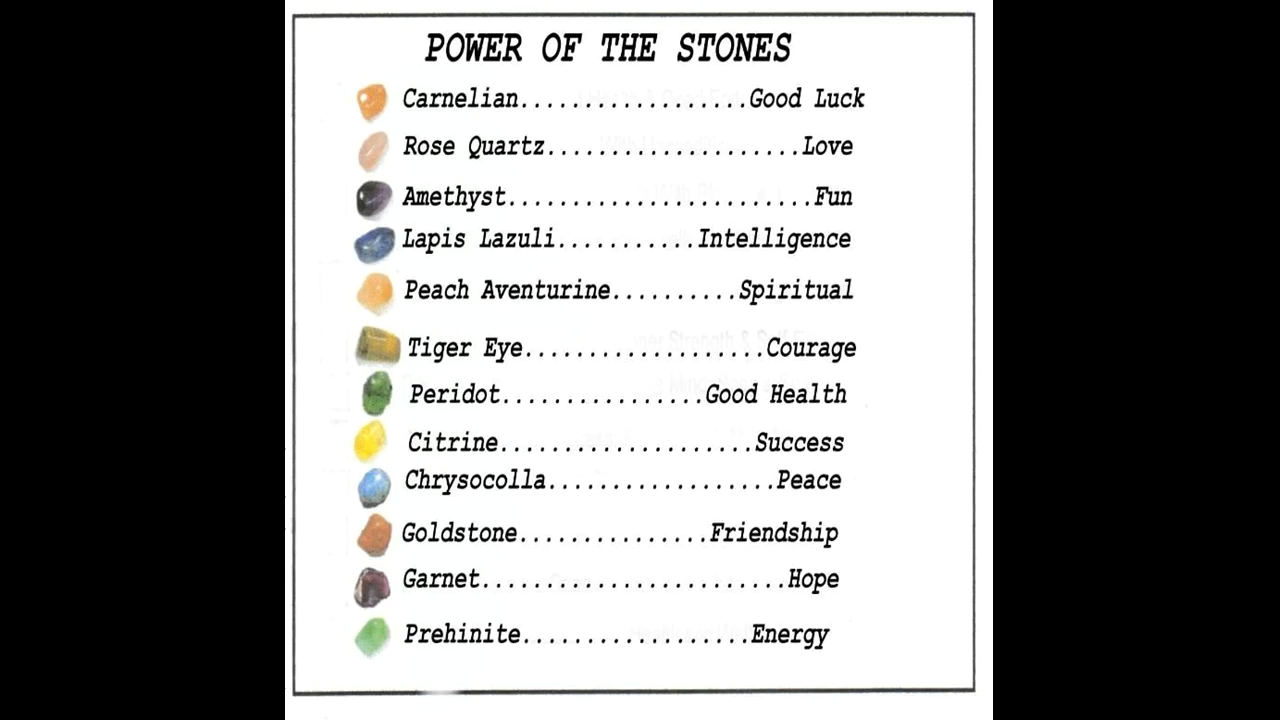 POWER OF THE STONES
Carnelian..................Good Luck
Rose Quartz....................Love
Amethyst........................Fun
Lapis Lazuli...........Intelligence
Peach Aventurine..........Spiritual
Tiger Eye...................Courage
Peridot................Good Health
Citrine....................Success
Chrysocolla..................Peace
Goldstone...............Friendship
Garnet........................Hope
Prehinite..................Energy